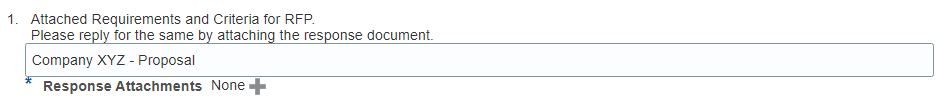 1. Attached Requirements and Criteria for RFP.
Please reply for the same by attaching the response document.
Company XYZ - Proposal
* Response Attachments None